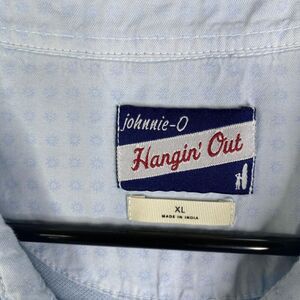 johnnie-O
Hangin' Out
XL
MADE IN INDIA